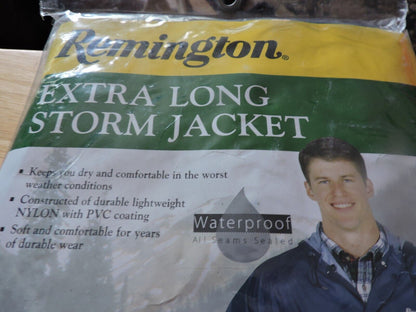 Remington®
EXTRA LONG
STORM JACKET
• Keeps you dry and comfortable in the worst
weather conditions
• Constructed of durable lightweight
NYLON with PVC coating
• Soft and comfortable for years
of durable wear
Waterproof
All Seams Sealed